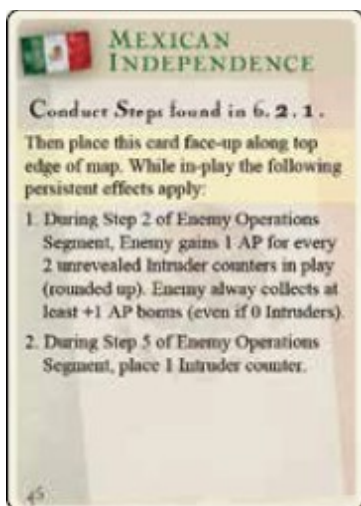 MEXICAN
INDEPENDENCE
Conduct Steps found in 6.2.1.
Then place this card face-up along top
edge of map. While in-play the following
persistent effects apply:
1. During Step 2 of Enemy Operations
Segment, Enemy gains 1 AP for every
2 unrevealed Intruder counters in play
(rounded up). Enemy alway collects at
least +1 AP bonus (even if 0 Intruders).
2. During Step 5 of Enemy Operations
Segment, place 1 Intruder counter.
45